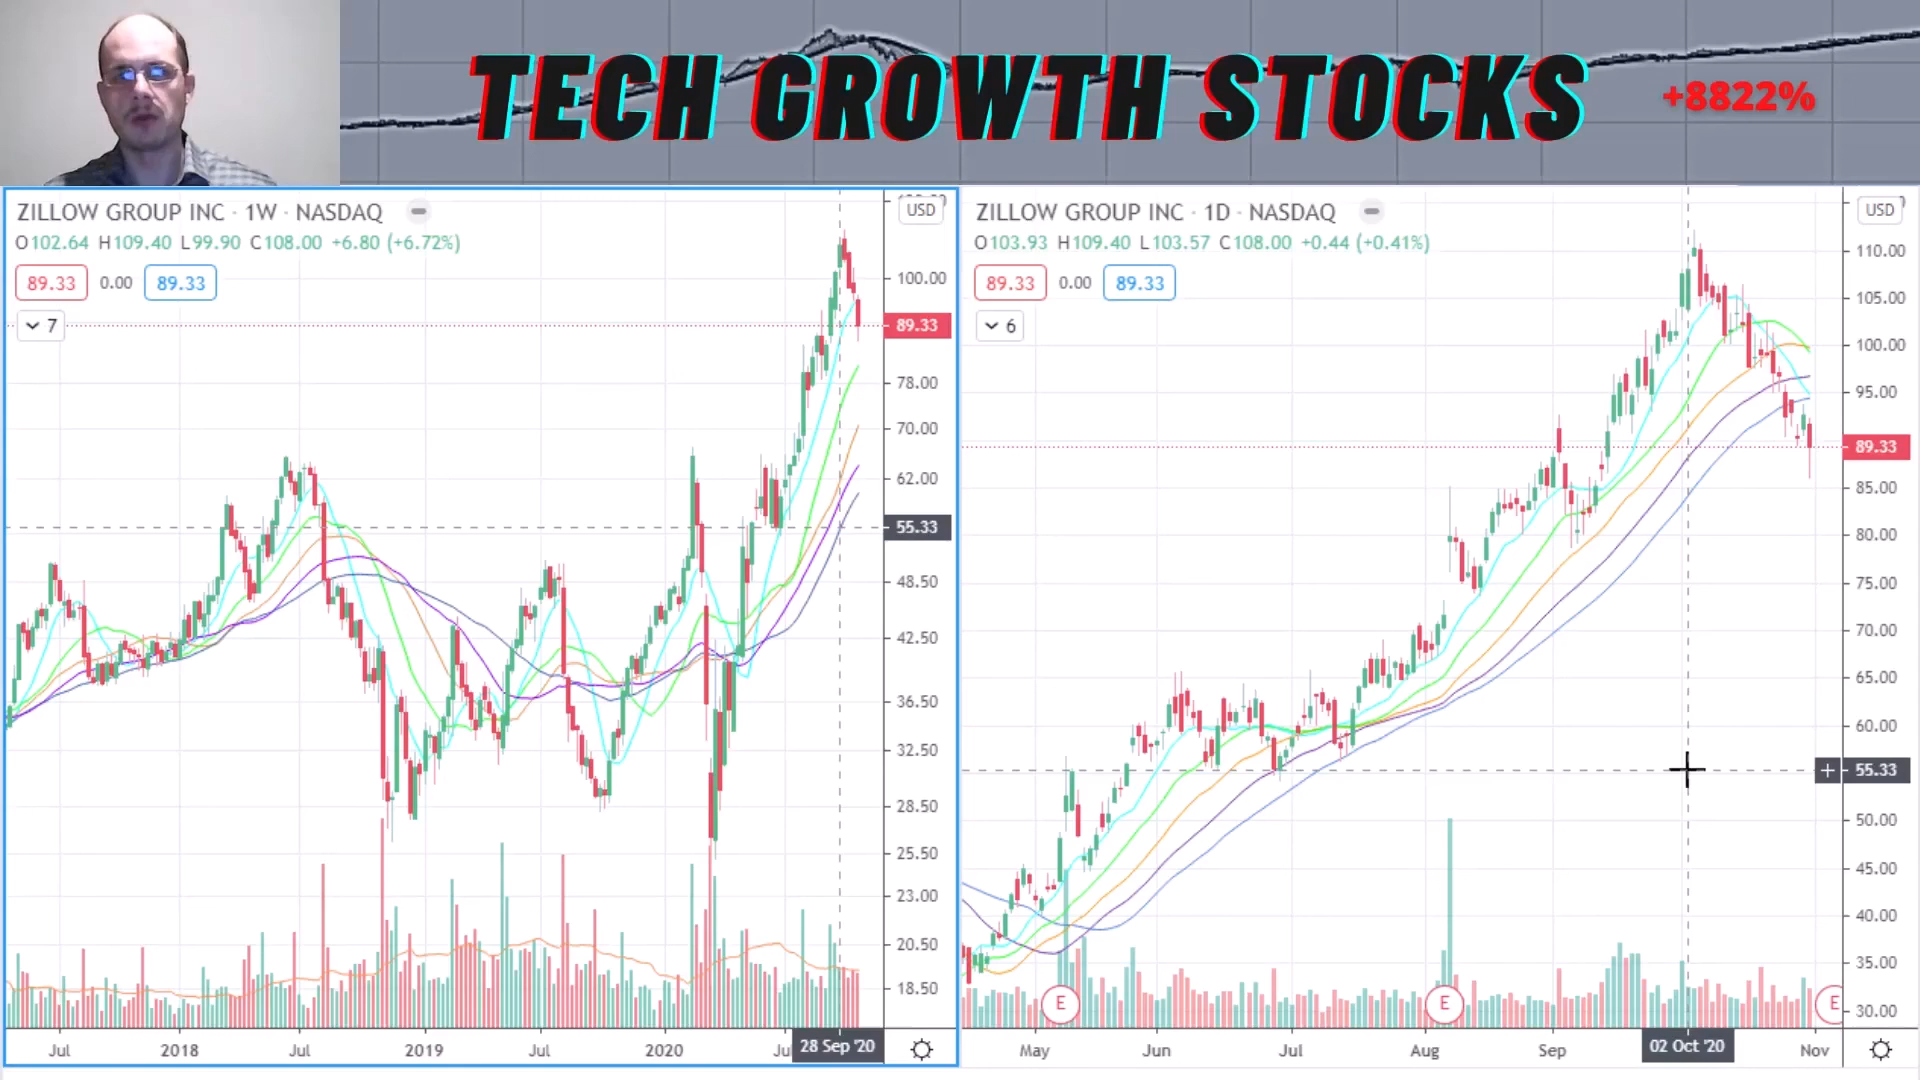 TECH GROWTH STOCKS
+8822%
ZILLOW GROUP INC · 1W · NASDAQ
USD
O102.64 H109.40 L99.90 C108.00 +6.80 (+6.72%)
89.33 0.00 89.33
7
100.00
89.33
78.00
70.00
62.00
55.33
48.50
42.50
36.50
32.50
28.50
25.50
23.00
20.50
18.50
Jul 2018 Jul 2019 Jul 2020 28 Sep '20
ZILLOW GROUP INC · 1D · NASDAQ
USD
O103.93 H109.40 L103.57 C108.00 +0.44 (+0.41%)
89.33 0.00 89.33
6
110.00
105.00
100.00
95.00
89.33
85.00
80.00
75.00
70.00
65.00
60.00
55.33
50.00
45.00
40.00
35.00
30.00
E E E
May Jun Jul Aug Sep 02 Oct '20 Nov